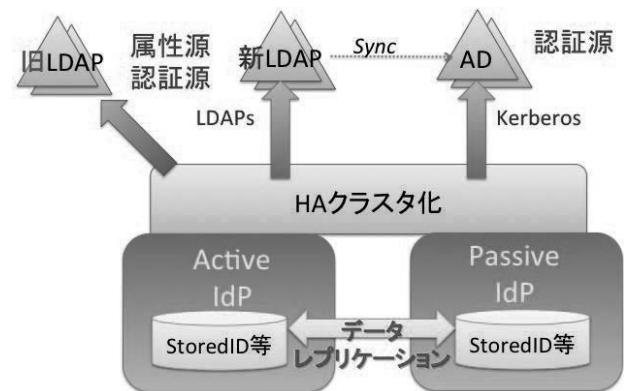 旧LDAP
属性源
認証源
新LDAP
Sync
AD
認証源
LDAPs
Kerberos
HAクラスタ化
Active
IdP
Passive
IdP
StoredID等
データ
レプリケーション
StoredID等